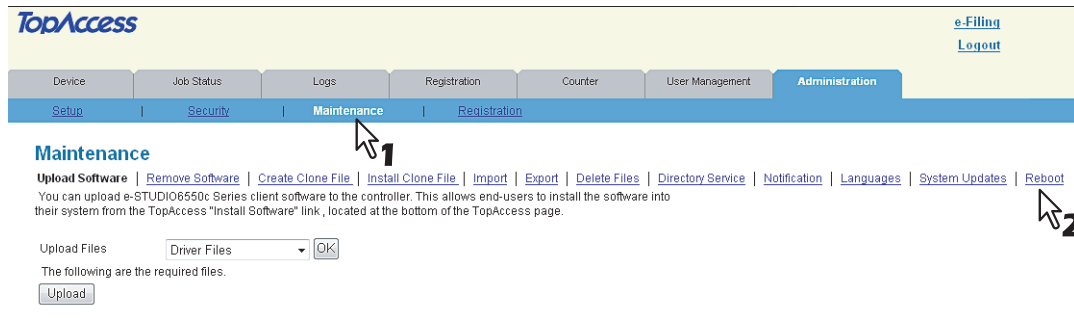 TopAccess
e-Filing
Logout
Device Job Status Logs Registration Counter User Management Administration
Setup | Security | Maintenance | Registration
1
Maintenance
Upload Software | Remove Software | Create Clone File | Install Clone File | Import | Export | Delete Files | Directory Service | Notification | Languages | System Updates | Reboot
2
You can upload e-STUDIO6550c Series client software to the controller. This allows end-users to install the software into
their system from the TopAccess "Install Software" link , located at the bottom of the TopAccess page.
Upload Files Driver Files OK
The following are the required files.
Upload